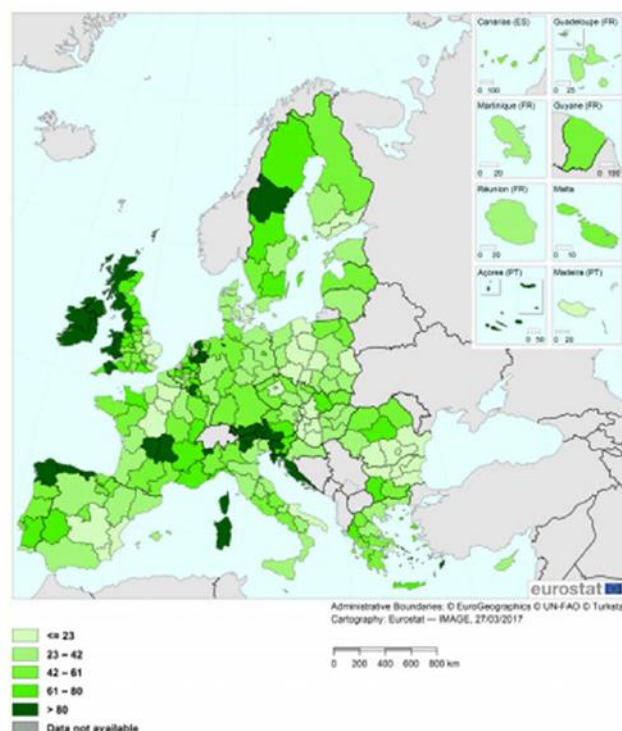 Canarias (ES)
0 100
Guadeloupe (FR)
0 25
Martinique (FR)
0 20
Guyane (FR)
0 100
Réunion (FR)
0 20
Malta
0 10
Açores (PT)
0 50
Madeira (PT)
0 20
eurostat
Administrative Boundaries: © EuroGeographics © UN-FAO © Turksta
Cartography: Eurostat — IMAGE, 27/03/2017
0 200 400 600 800 km
<= 23
23 – 42
42 – 61
61 – 80
> 80
Data not available